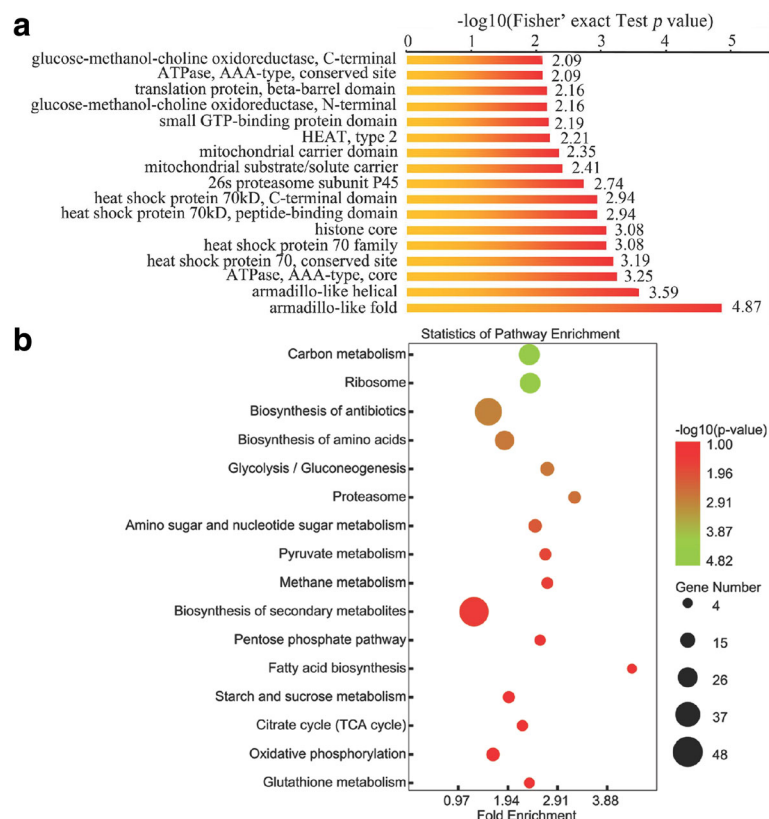 a
-log10(Fisher' exact Test p value)
0 1 2 3 4 5
glucose-methanol-choline oxidoreductase, C-terminal 2.09
ATPase, AAA-type, conserved site 2.09
translation protein, beta-barrel domain 2.16
glucose-methanol-choline oxidoreductase, N-terminal 2.16
small GTP-binding protein domain 2.19
HEAT, type 2 2.21
mitochondrial carrier domain 2.35
mitochondrial substrate/solute carrier 2.41
26s proteasome subunit P45 2.74
heat shock protein 70kD, C-terminal domain 2.94
heat shock protein 70kD, peptide-binding domain 2.94
histone core 3.08
heat shock protein 70 family 3.08
heat shock protein 70, conserved site 3.19
ATPase, AAA-type, core 3.25
armadillo-like helical 3.59
armadillo-like fold 4.87
b
Statistics of Pathway Enrichment
Carbon metabolism
Ribosome
Biosynthesis of antibiotics
Biosynthesis of amino acids
Glycolysis / Gluconeogenesis
Proteasome
Amino sugar and nucleotide sugar metabolism
Pyruvate metabolism
Methane metabolism
Biosynthesis of secondary metabolites
Pentose phosphate pathway
Fatty acid biosynthesis
Starch and sucrose metabolism
Citrate cycle (TCA cycle)
Oxidative phosphorylation
Glutathione metabolism
0.97 1.94 2.91 3.88
Fold Enrichment
-log10(p-value)
1.00
1.96
2.91
3.87
4.82
Gene Number
4
15
26
37
48